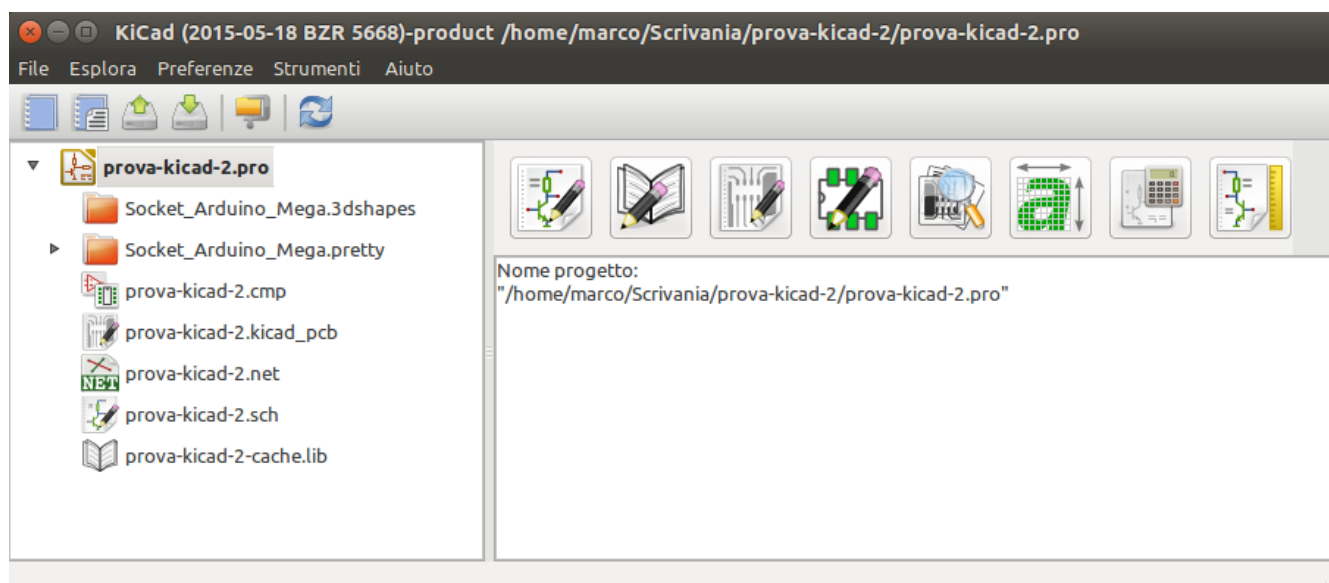 KiCad (2015-05-18 BZR 5668)-product /home/marco/Scrivania/prova-kicad-2/prova-kicad-2.pro
File Esplora Preferenze Strumenti Aiuto
prova-kicad-2.pro
Socket_Arduino_Mega.3dshapes
Socket_Arduino_Mega.pretty
prova-kicad-2.cmp
prova-kicad-2.kicad_pcb
NET
prova-kicad-2.net
prova-kicad-2.sch
prova-kicad-2-cache.lib
a
Nome progetto:
"/home/marco/Scrivania/prova-kicad-2/prova-kicad-2.pro"